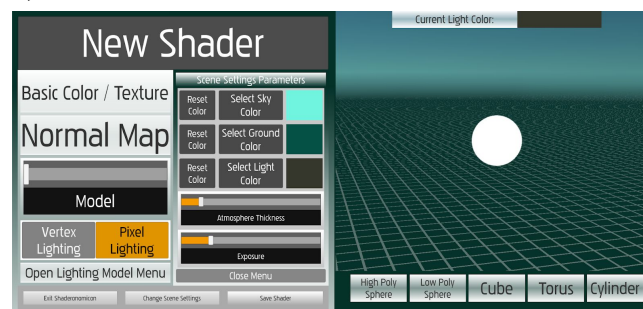 New Shader
Basic Color / Texture
Normal Map
Model
Vertex
Lighting
Pixel
Lighting
Open Lighting Model Menu
Scene Settings Parameters
Reset
Color
Select Sky
Color
Reset
Color
Select Ground
Color
Reset
Color
Select Light
Color
Atmosphere Thickness
Exposure
Close Menu
Exit Shaderonamicon
Change Scene Settings
Save Shader
Current Light Color:
High Poly
Sphere
Low Poly
Sphere
Cube
Torus
Cylinder